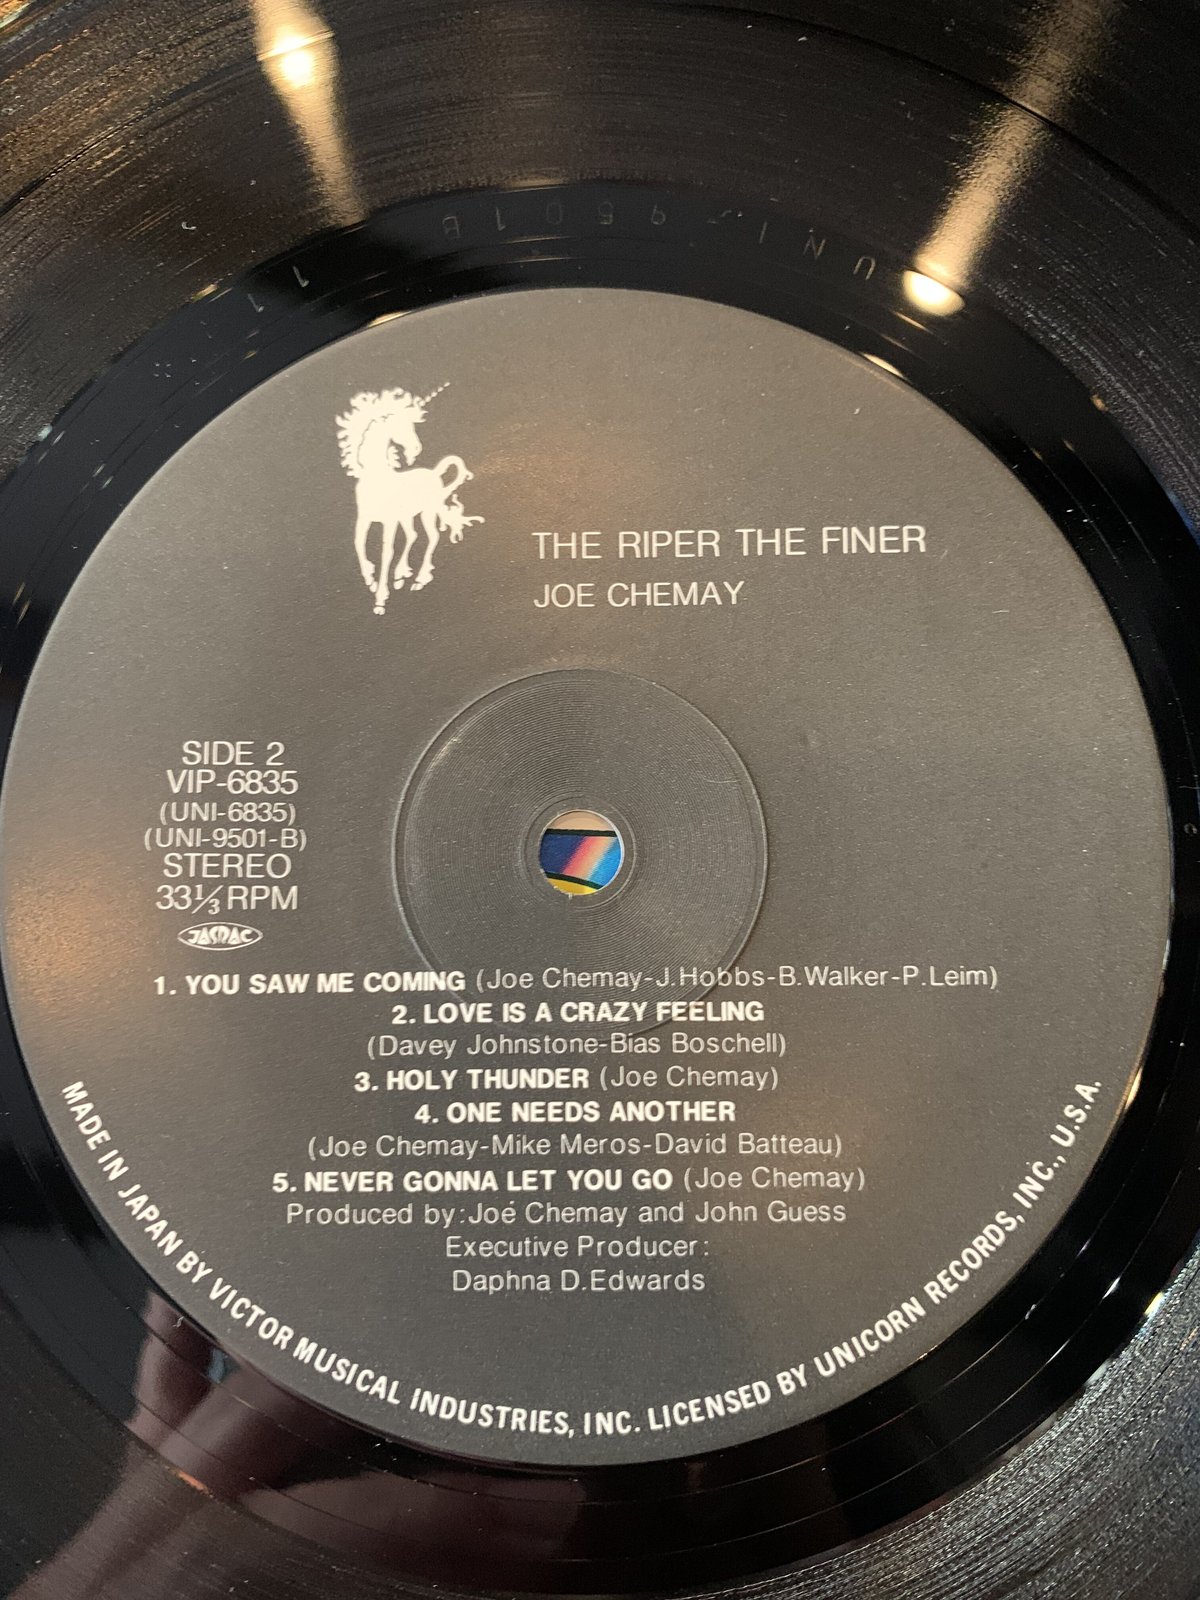 UNI-9501B
11
THE RIPER THE FINER
JOE CHEMAY
SIDE 2
VIP-6835
(UNI-6835)
(UNI-9501-B)
STEREO
33⅓ RPM
JASRAC
1. YOU SAW ME COMING (Joe Chemay-J.Hobbs-B.Walker-P.Leim)
2. LOVE IS A CRAZY FEELING
(Davey Johnstone-Bias Boschell)
3. HOLY THUNDER (Joe Chemay)
4. ONE NEEDS ANOTHER
(Joe Chemay-Mike Meros-David Batteau)
5. NEVER GONNA LET YOU GO (Joe Chemay)
Produced by:Joé Chemay and John Guess
Executive Producer:
Daphna D.Edwards
MADE IN JAPAN BY VICTOR MUSICAL INDUSTRIES, INC. LICENSED BY UNICORN RECORDS, INC., U.S.A.